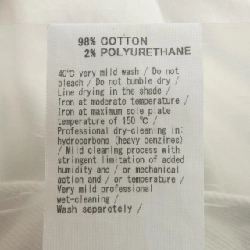 98% COTTON
2% POLYURETHANE
40°C very mild wash / Do not
bleach / Do not tumble dry /
Line drying in the shade /
Iron at moderate temperature /
Iron at maximum sole plate
temperature of 150 °C /
Professional dry-cleaning in:
hydrocarbons (heavy benzines)
/ Mild cleaning process with
stringent limitation of added
humidity and / or mechanical
action and / or temperature /
Very mild professional
wet-cleaning /
Wash separately /